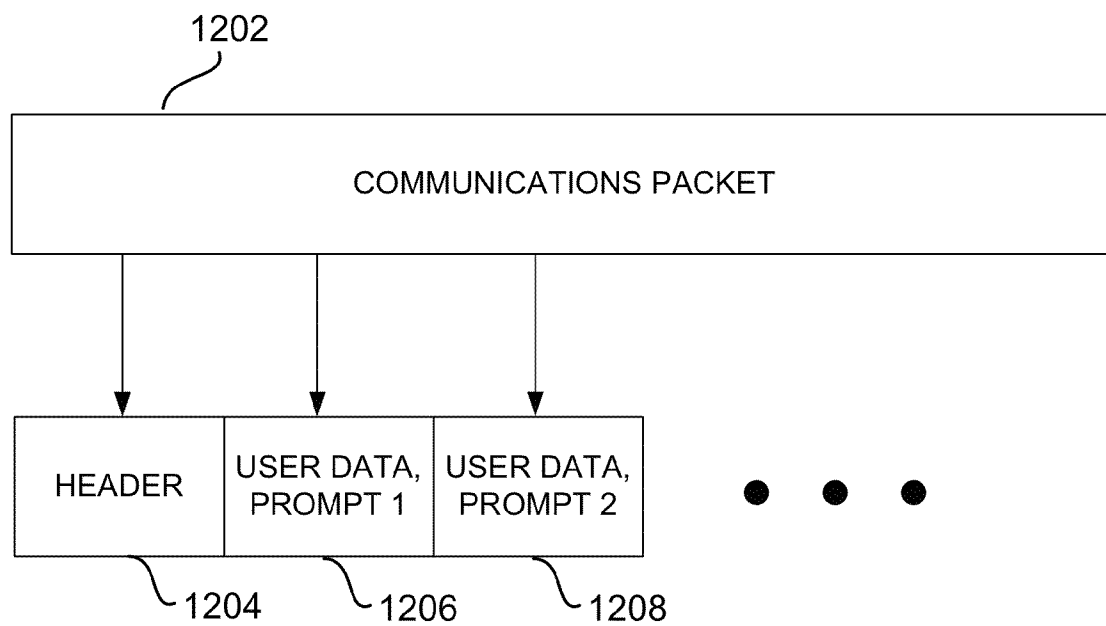 1202
COMMUNICATIONS PACKET
HEADER
USER DATA,
PROMPT 1
USER DATA,
PROMPT 2
1204
1206
1208